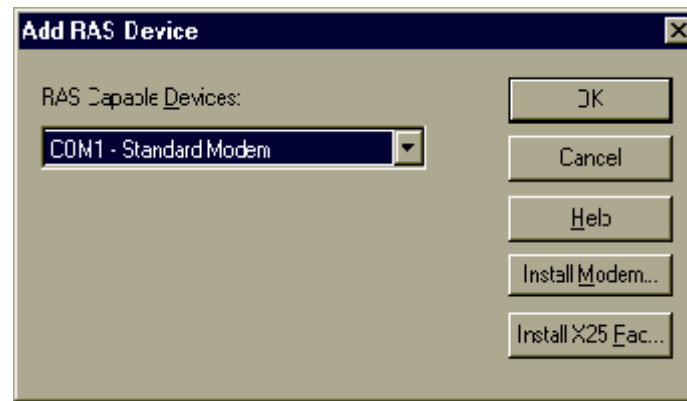 Add RAS Device
RAS Capable Devices:
COM1 - Standard Modem
OK
Cancel
Help
Install Modem...
Install X25 Pad...